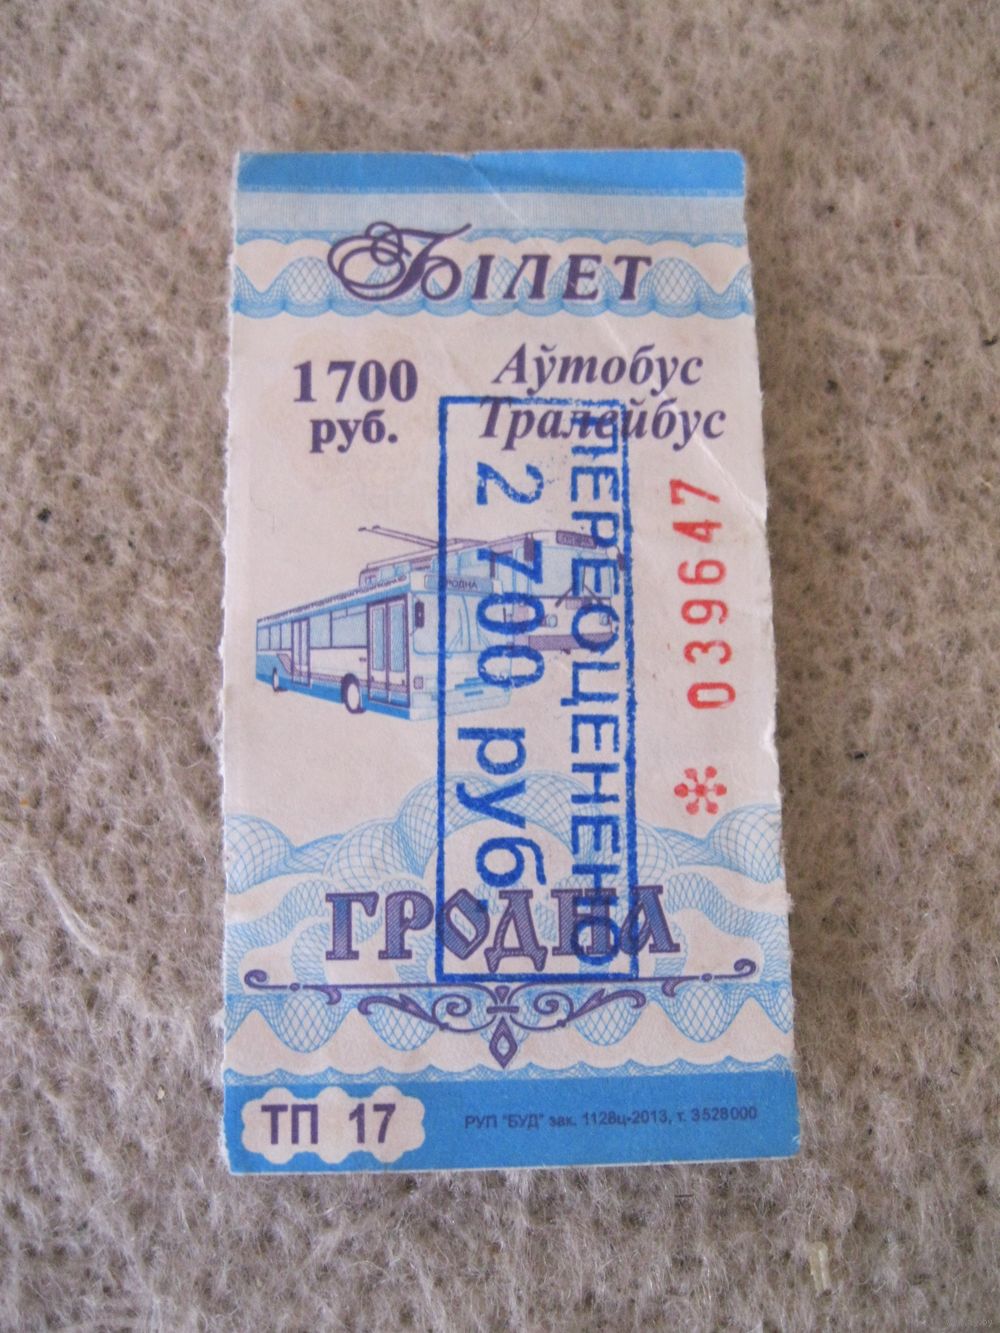 Білет
1700
руб.
Аўтобус
Тралейбус
ПЕРЕОЦЕНЕНО
2 700 руб.
039647
ГРОДНА
ГРОДНА
ТП 17
РУП "БУД" зак. 1128ц-2013, т. 3528000